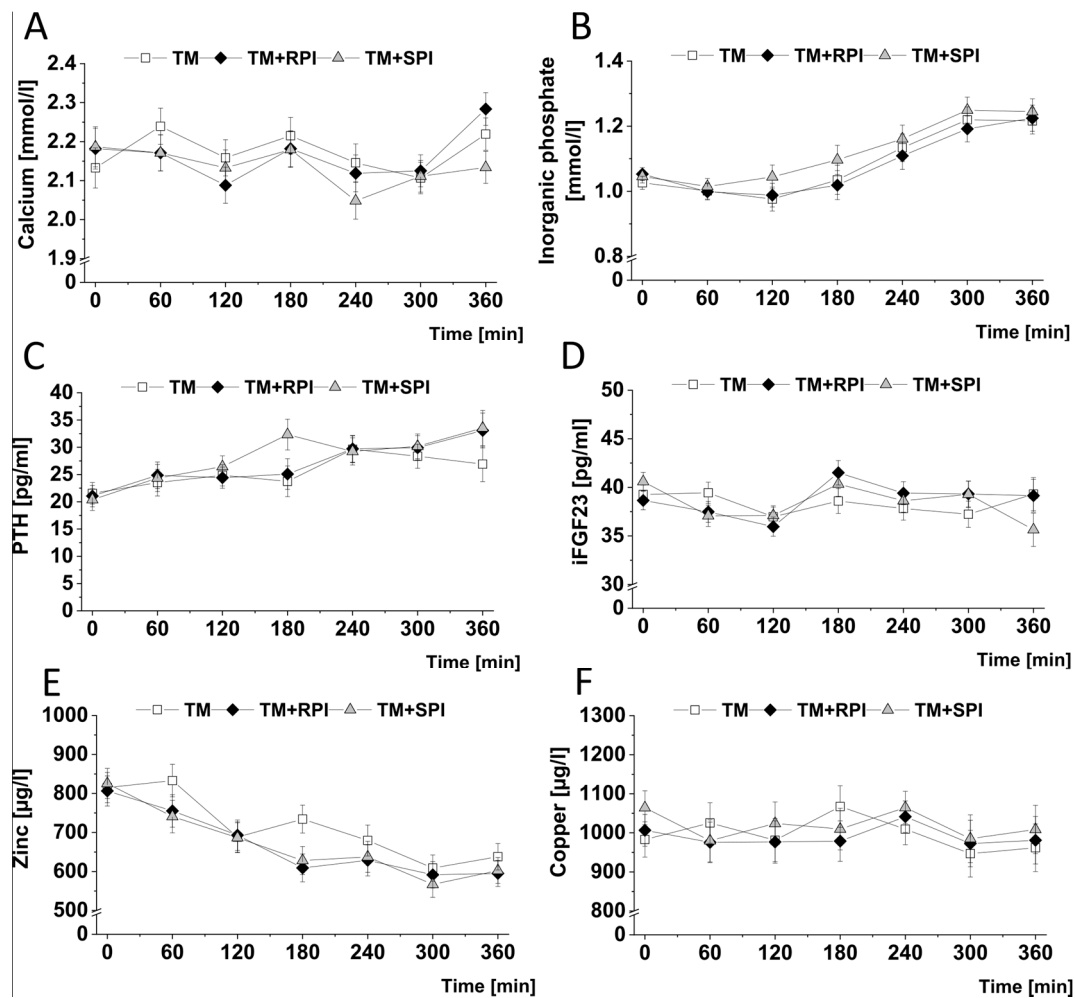 A
TM TM+RPI TM+SPI
Calcium [mmol/l]
2.4
2.3
2.2
2.1
2.0
1.9
0
0 60 120 180 240 300 360
Time [min]
B
TM TM+RPI TM+SPI
Inorganic phosphate
[mmol/l]
1.4
1.2
1.0
0.8
0
0 60 120 180 240 300 360
Time [min]
C
TM TM+RPI TM+SPI
PTH [pg/ml]
40
35
30
25
20
15
10
5
0
0 60 120 180 240 300 360
Time [min]
D
TM TM+RPI TM+SPI
iFGF23 [pg/ml]
50
45
40
35
30
0
0 60 120 180 240 300 360
Time [min]
E
TM TM+RPI TM+SPI
Zinc [µg/l]
1000
900
800
700
600
500
0
0 60 120 180 240 300 360
Time [min]
F
TM TM+RPI TM+SPI
Copper [µg/l]
1300
1200
1100
1000
900
800
0
0 60 120 180 240 300 360
Time [min]